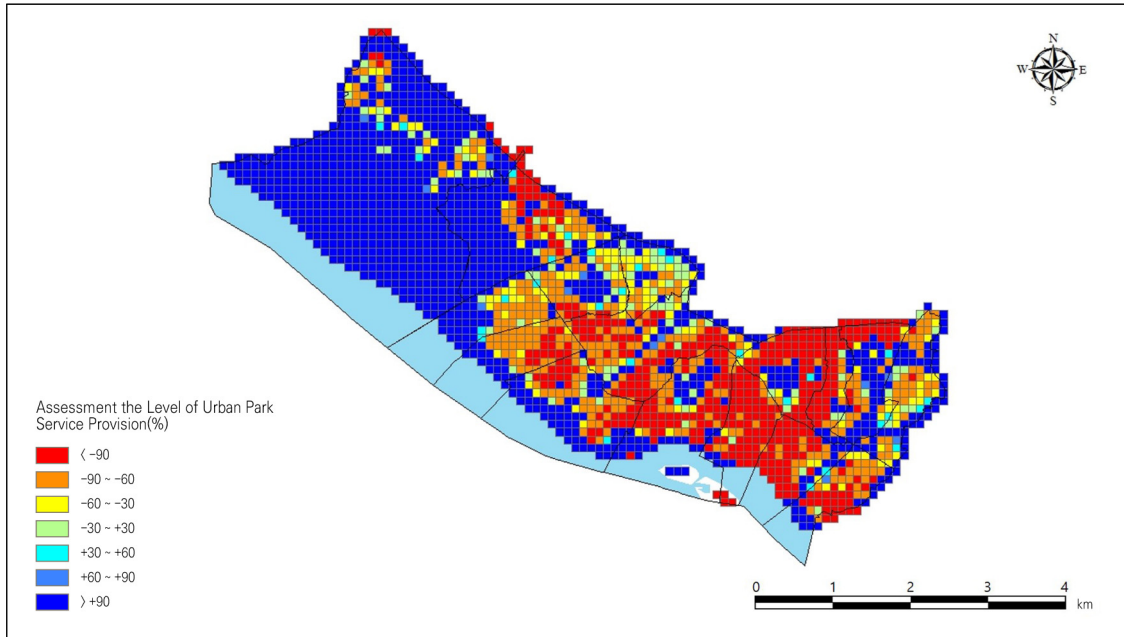 N
W E
S
Assessment the Level of Urban Park
Service Provision(%)
< -90
-90 ~ -60
-60 ~ -30
-30 ~ +30
+30 ~ +60
+60 ~ +90
> +90
0 1 2 3 4
km